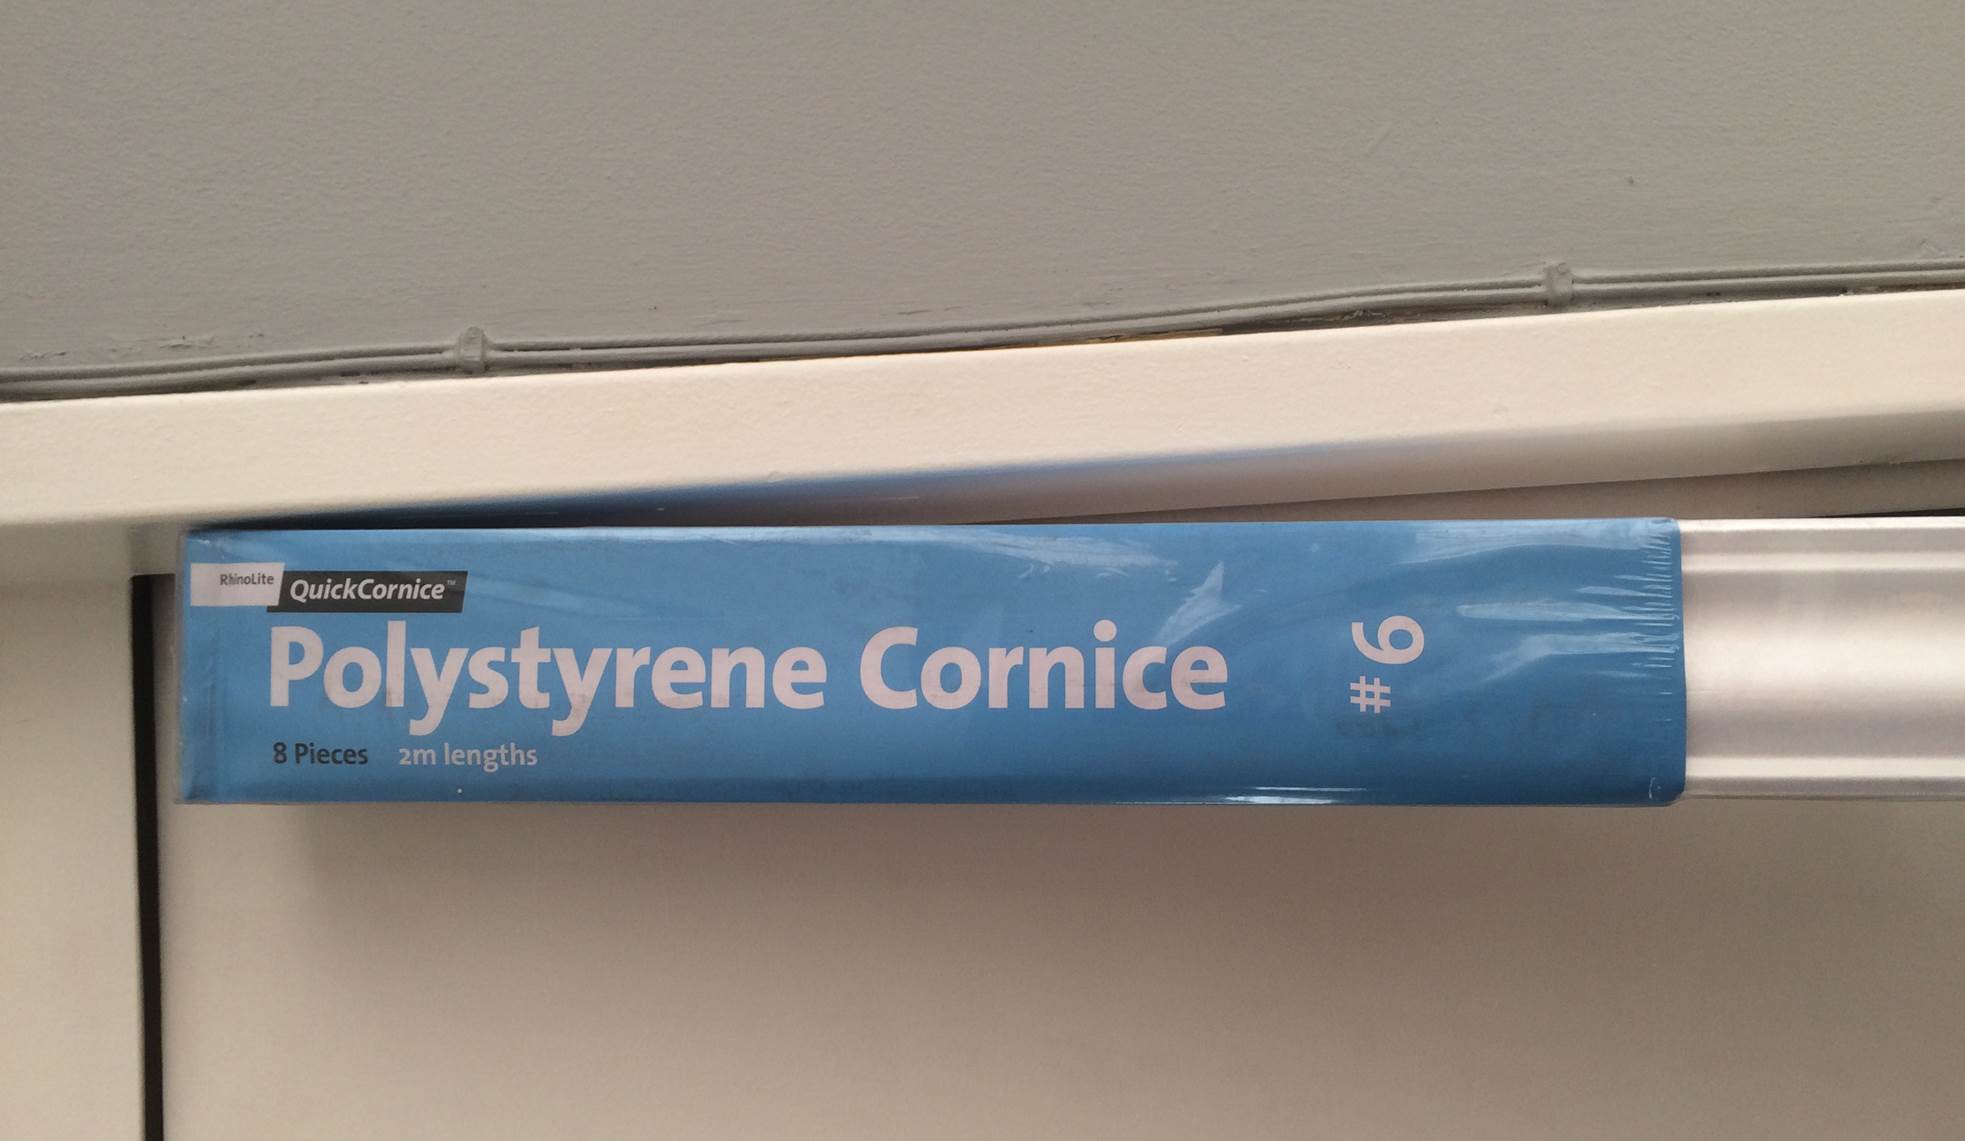 RhinoLite QuickCornice™
Polystyrene Cornice
#6
8 Pieces 2m lengths